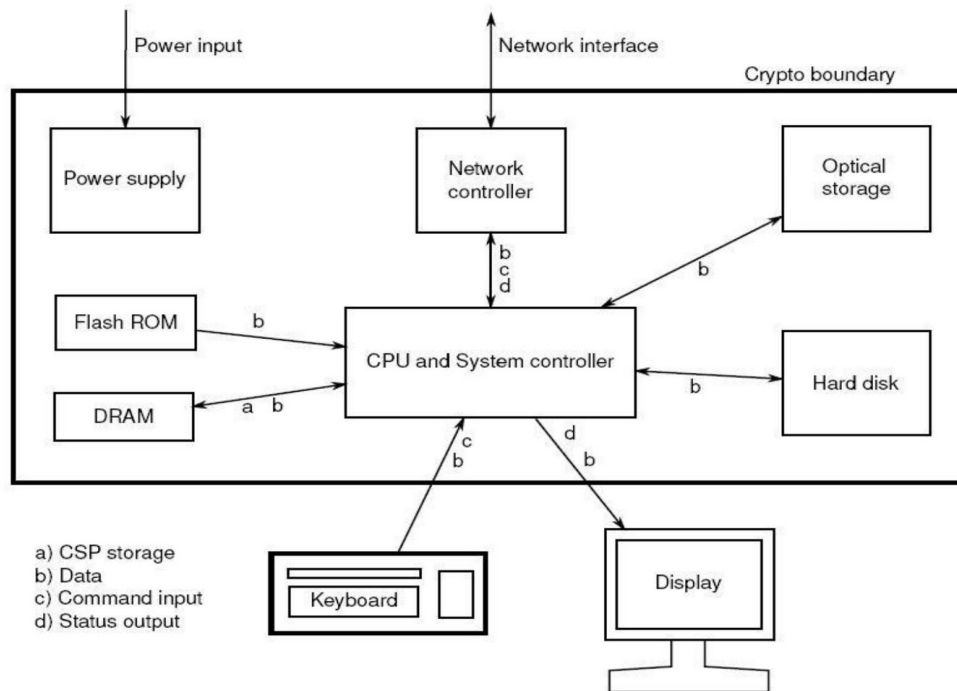 Power input
Network interface
Crypto boundary
Power supply
Network
controller
Optical
storage
b
c
d
b
Flash ROM
b
CPU and System controller
b
Hard disk
DRAM
a b
c
b
d
b
a) CSP storage
b) Data
c) Command input
d) Status output
Keyboard
Display